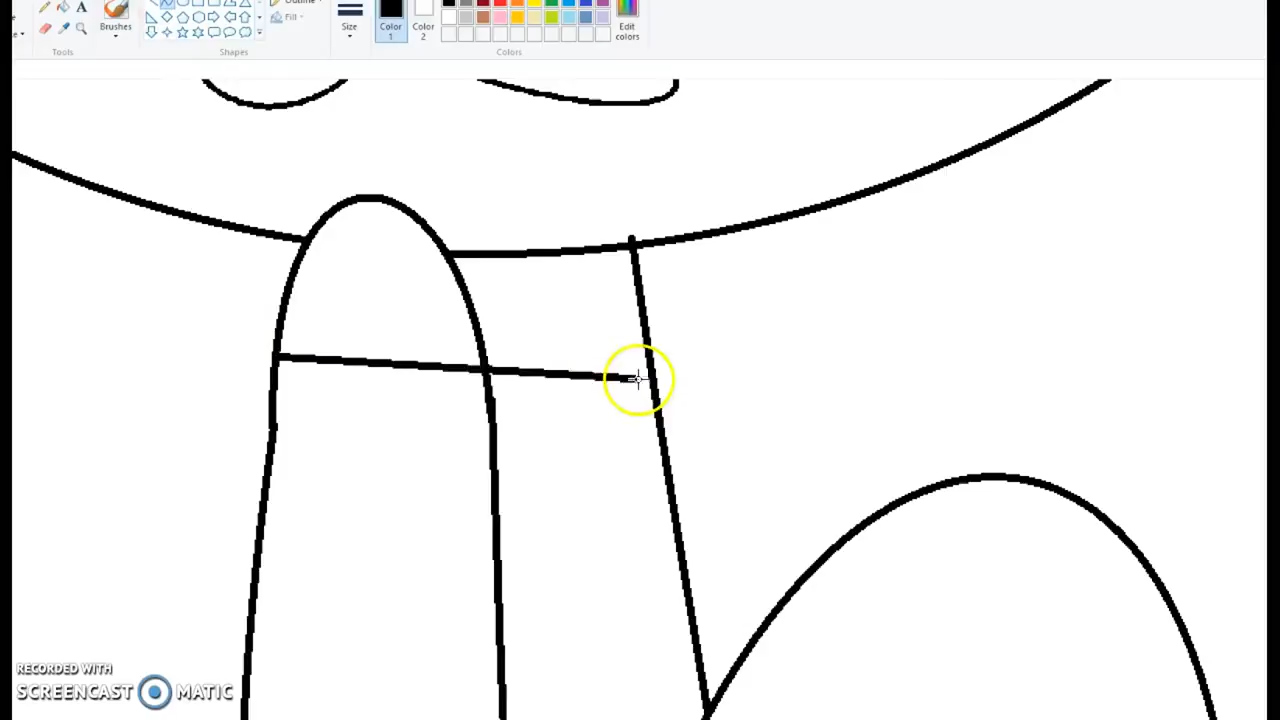 Outline
Fill
Brushes
Size
Color
1
Color
2
Edit
colors
Tools
Shapes
Colors
RECORDED WITH
SCREENCAST MATIC